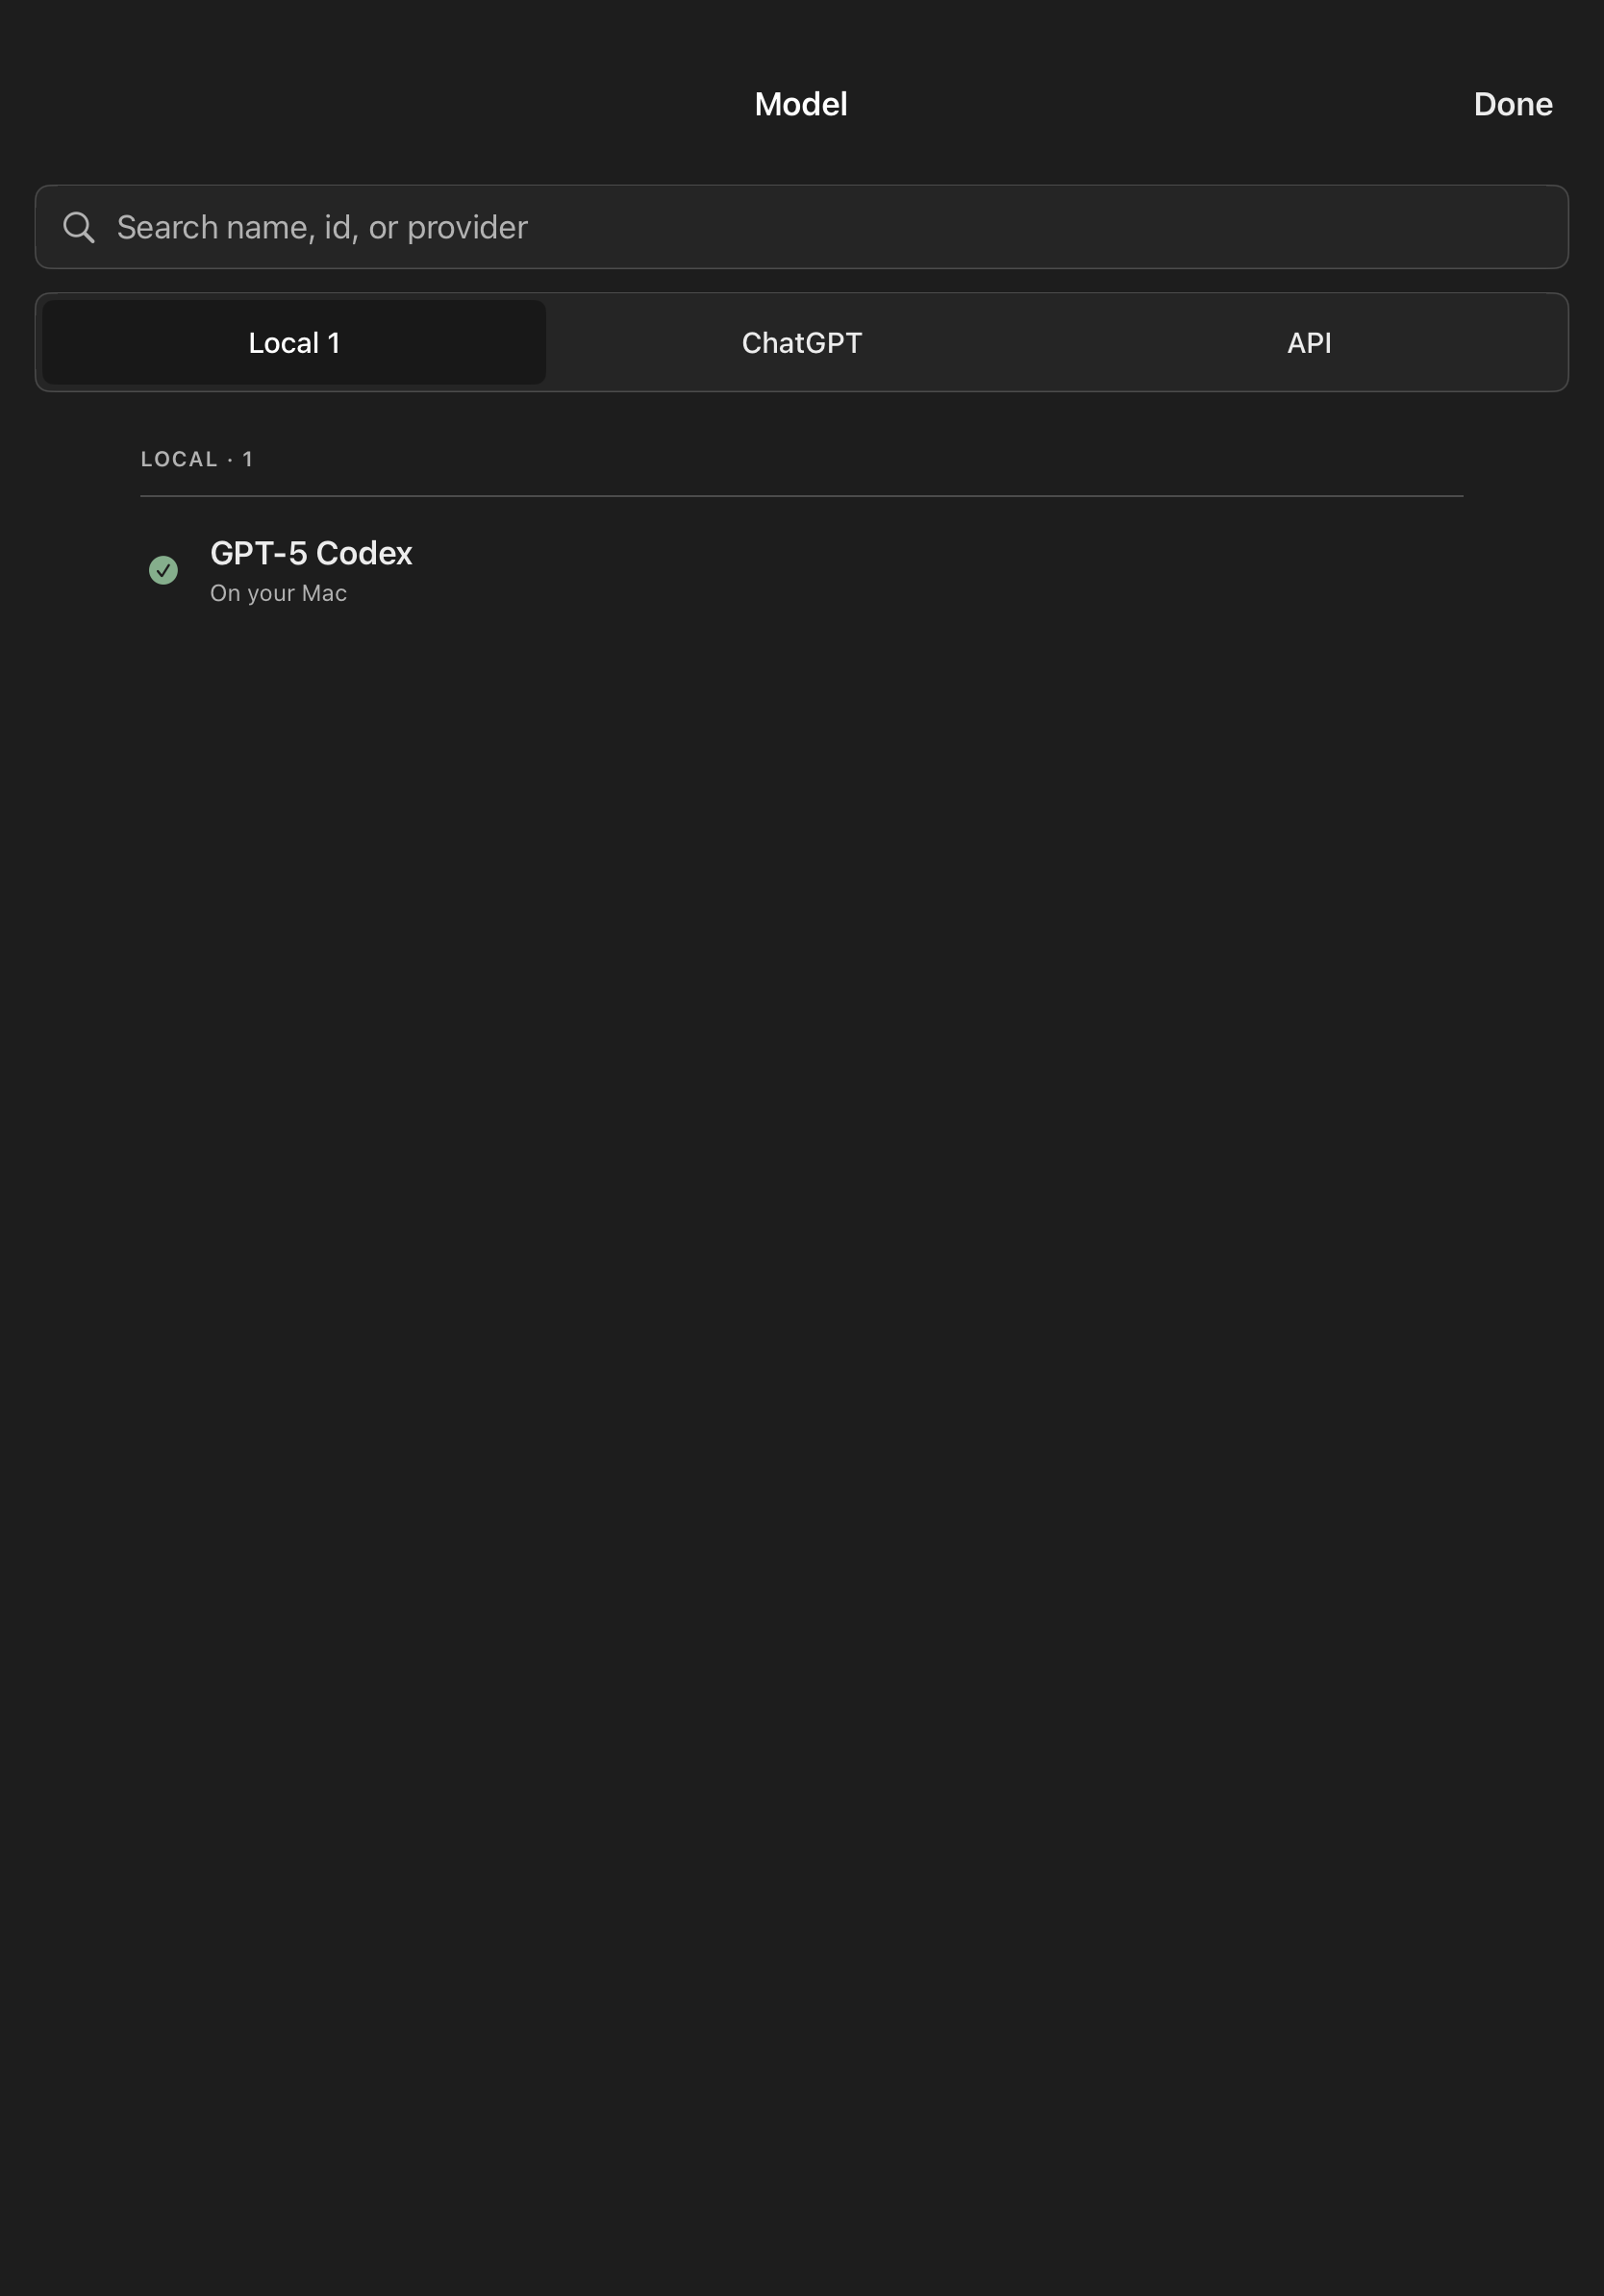 Model
Done
Search name, id, or provider
Local 1
ChatGPT
API
LOCAL · 1
GPT-5 Codex
On your Mac